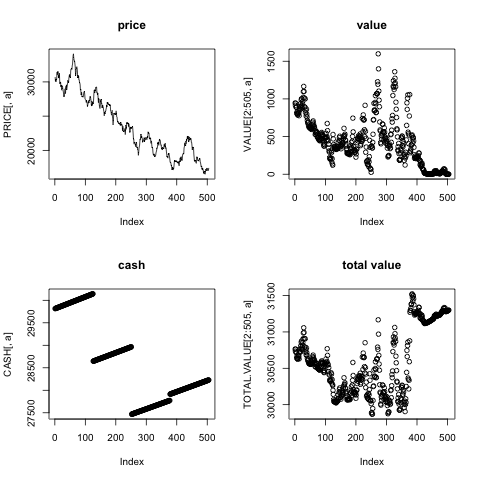 price
PRICE[, a]
20000 30000
0 100 200 300 400 500
Index
value
VALUE[2:505, a]
0 500 1000 1500
0 100 200 300 400 500
Index
cash
CASH[, a]
27500 28500 29500
0 100 200 300 400 500
Index
total value
TOTAL.VALUE[2:505, a]
30000 30500 31000 31500
0 100 200 300 400 500
Index